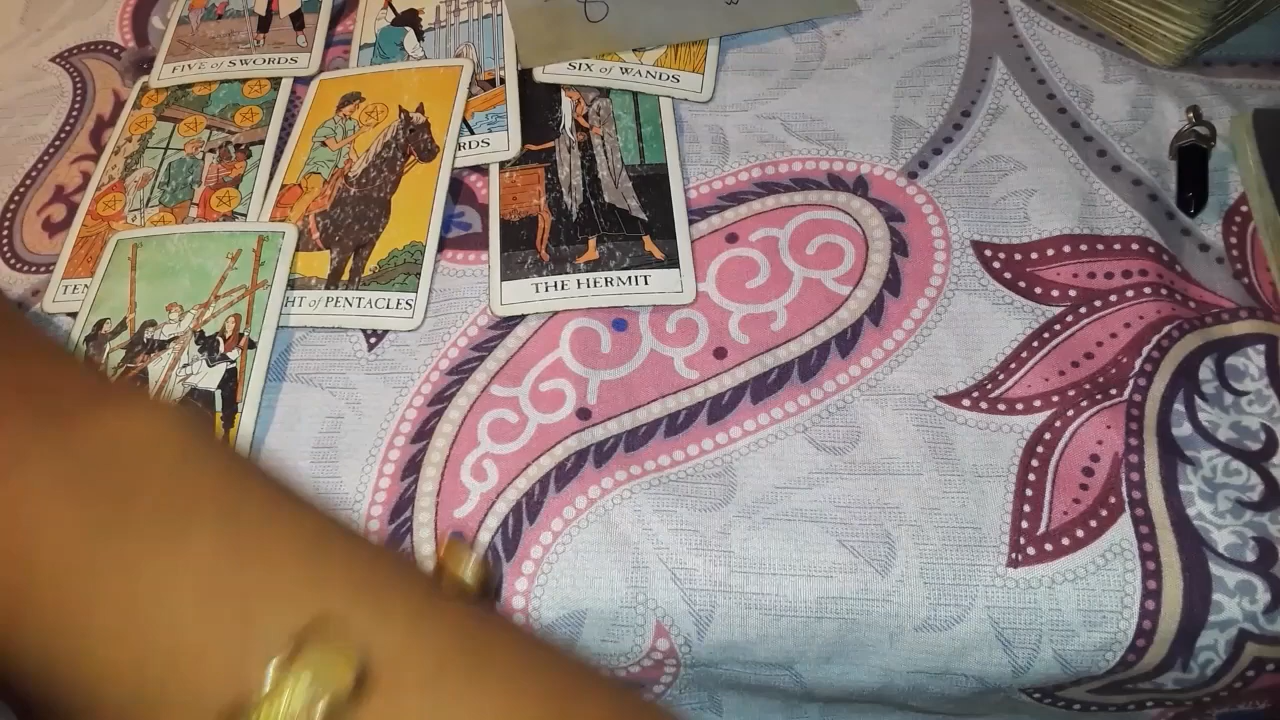 FIVE of SWORDS
RDS
SIX of WANDS
TEN
HT of PENTACLES
THE HERMIT